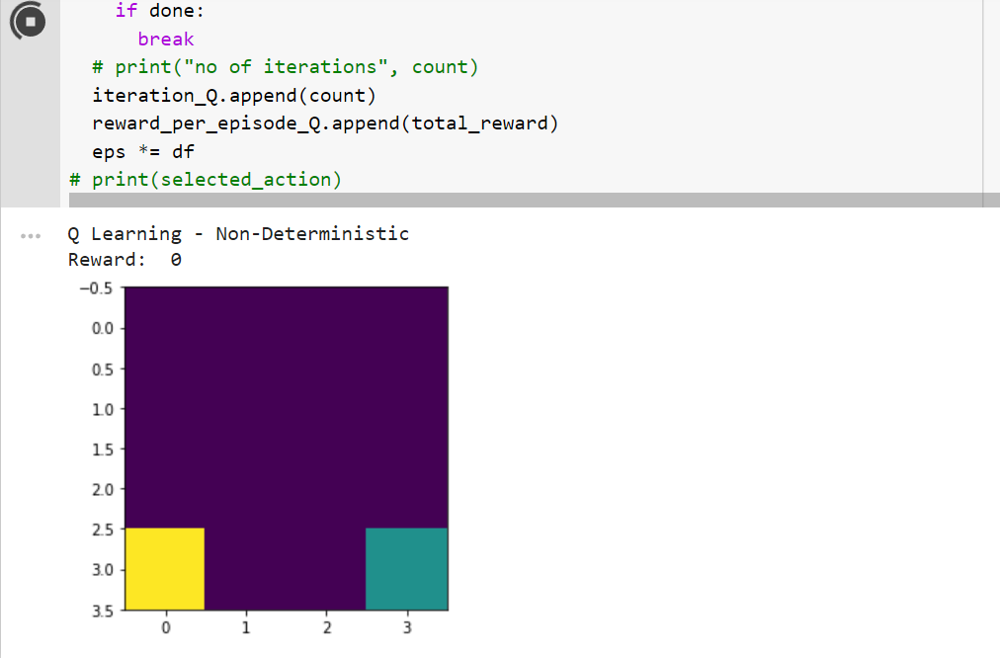 if done:
break
# print("no of iterations", count)
iteration_Q.append(count)
reward_per_episode_Q.append(total_reward)
eps *= df
# print(selected_action)
Q Learning - Non-Deterministic
Reward:  0
−0.5
0.0
0.5
1.0
1.5
2.0
2.5
3.0
3.5
0 1 2 3